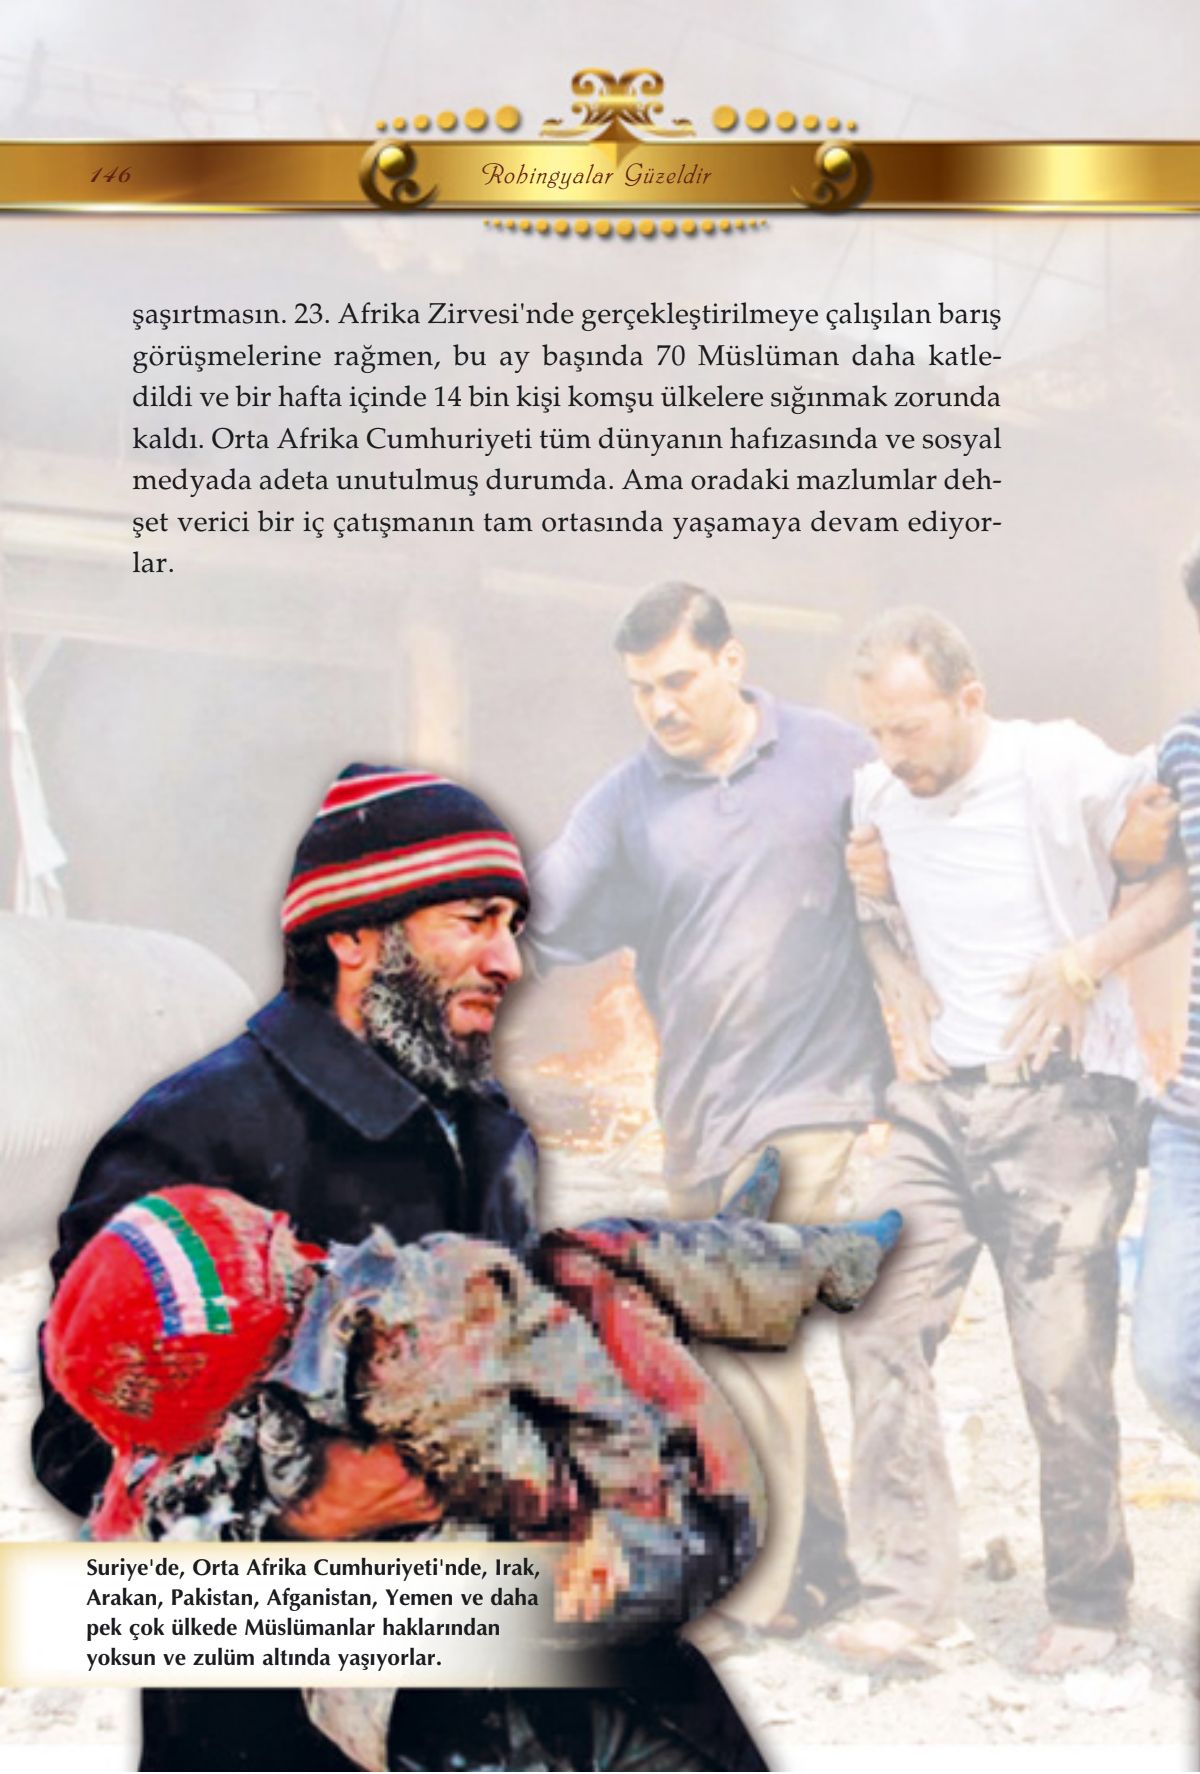 146
Rohingyalar Güzeldir
şaşırtmasın. 23. Afrika Zirvesi'nde gerçekleştirilmeye çalışılan barış
görüşmelerine rağmen, bu ay başında 70 Müslüman daha katle-
dildi ve bir hafta içinde 14 bin kişi komşu ülkelere sığınmak zorunda
kaldı. Orta Afrika Cumhuriyeti tüm dünyanın hafızasında ve sosyal
medyada adeta unutulmuş durumda. Ama oradaki mazlumlar deh-
şet verici bir iç çatışmanın tam ortasında yaşamaya devam ediyor-
lar.
Suriye'de, Orta Afrika Cumhuriyeti'nde, Irak,
Arakan, Pakistan, Afganistan, Yemen ve daha
pek çok ülkede Müslümanlar haklarından
yoksun ve zulüm altında yaşıyorlar.